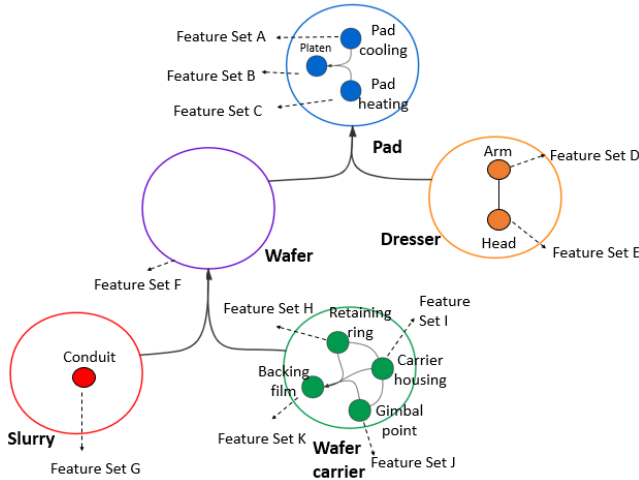 Feature Set A
Pad
cooling
Platen
Feature Set B
Pad
heating
Feature Set C
Pad
Arm
Feature Set D
Head
Dresser
Feature Set E
Wafer
Feature Set F
Feature Set H
Feature
Set I
Retaining
ring
Conduit
Carrier
housing
Backing
film
Gimbal
point
Slurry
Feature Set K
Wafer
carrier
Feature Set J
Feature Set G